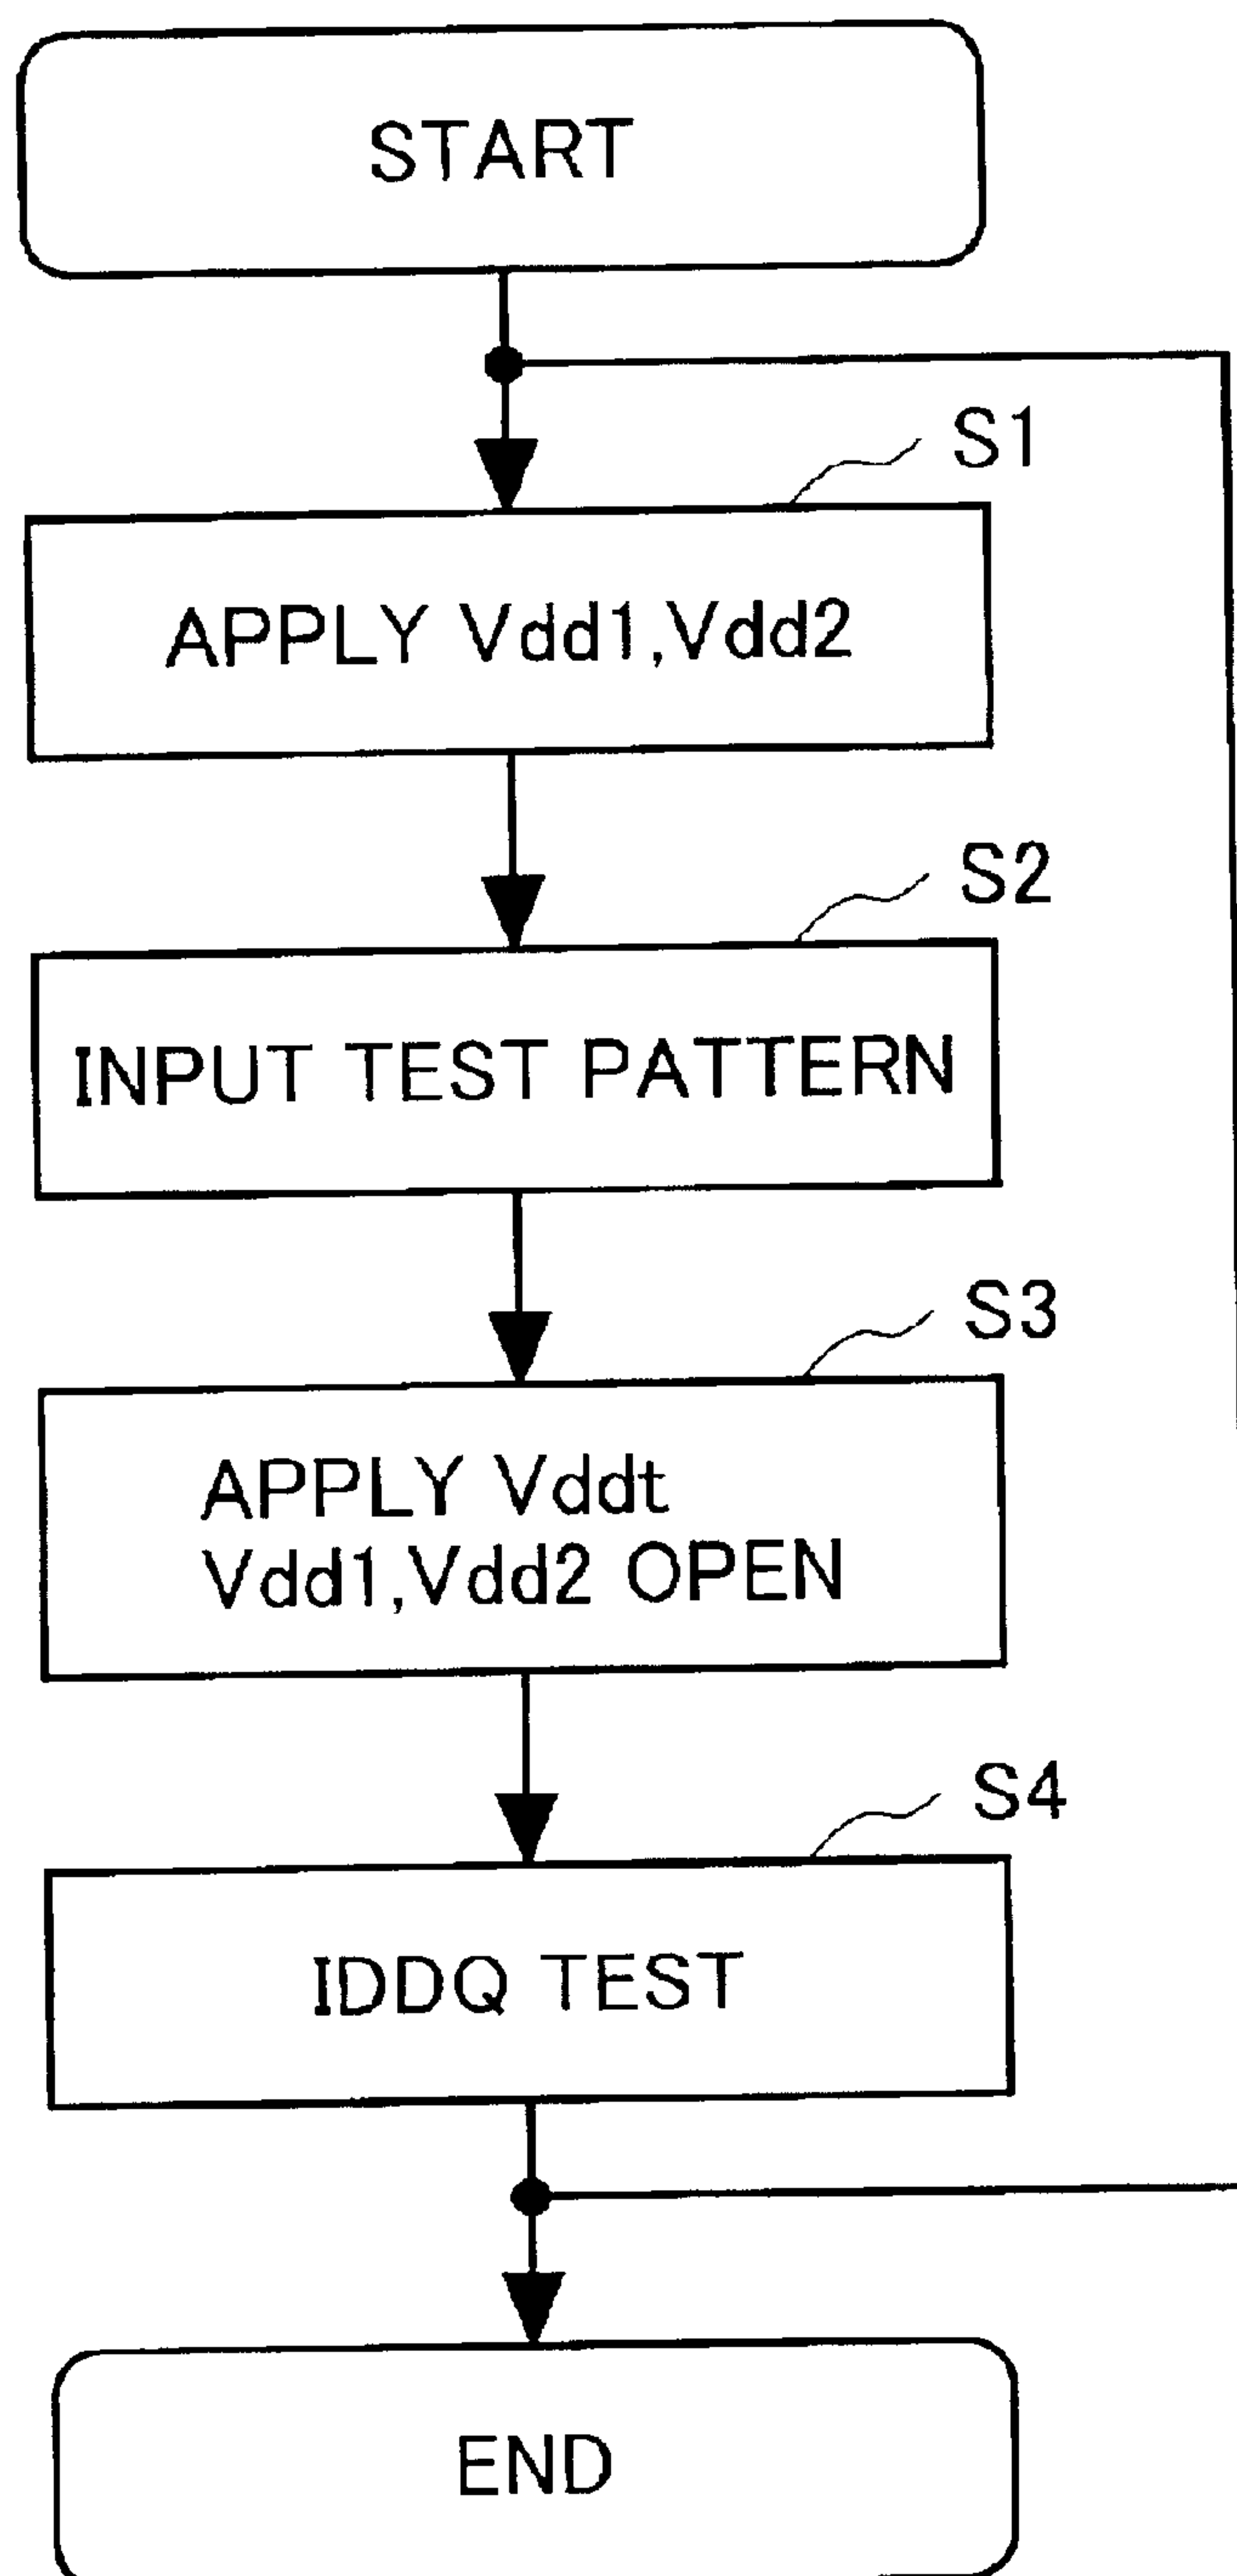 START
S1
APPLY Vdd1,Vdd2
S2
INPUT TEST PATTERN
S3
APPLY Vddt
Vdd1,Vdd2 OPEN
S4
IDDQ TEST
END